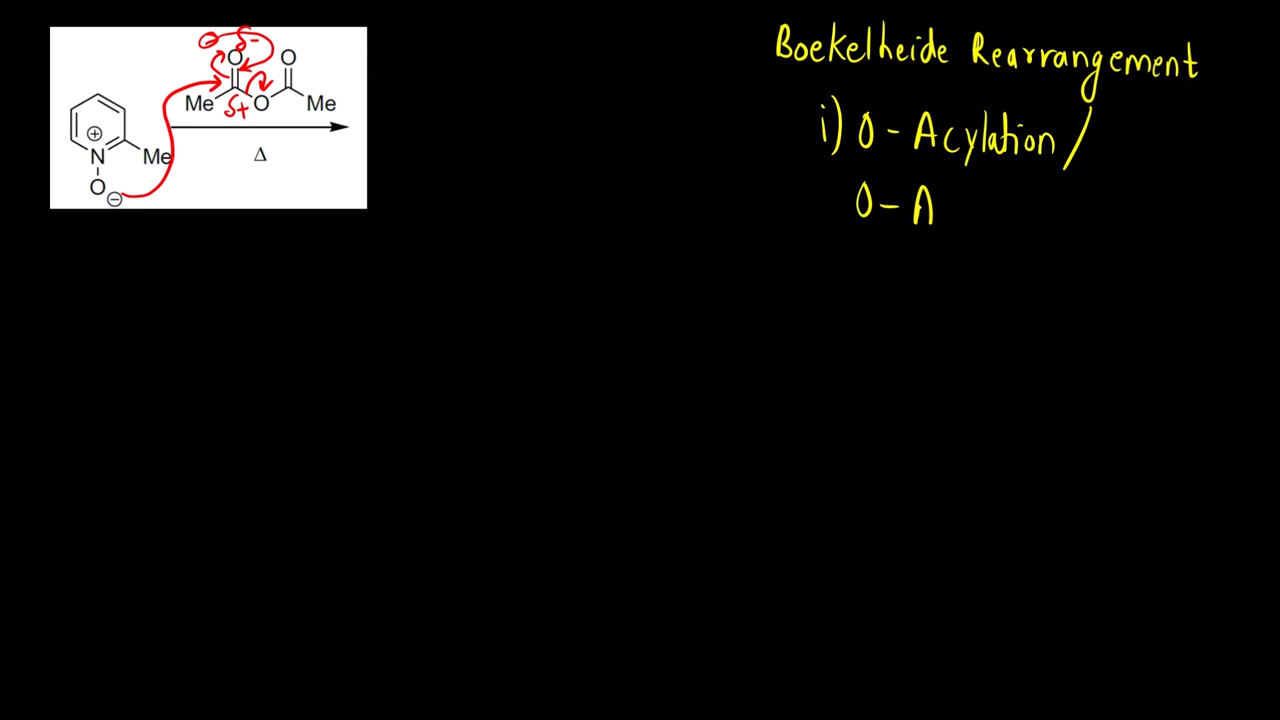 Boekelheide Rearrangement
i) O - Acylation /
O - A
⊖ δ-
O O
Me δ+ O Me
⊕
N Me
Δ
O
⊖